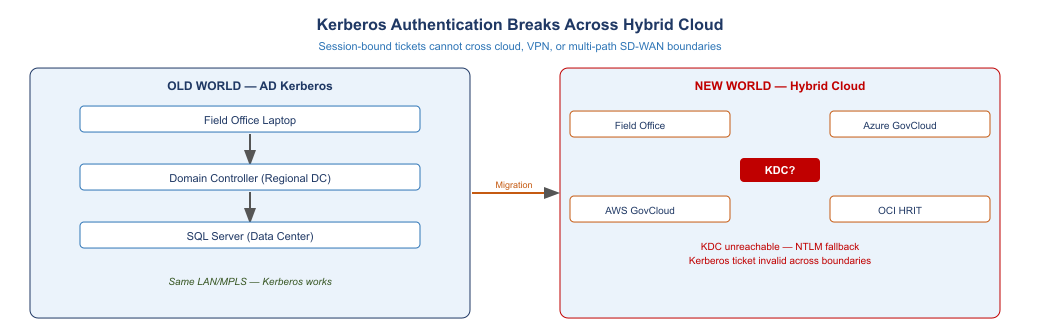 Kerberos Authentication Breaks Across Hybrid Cloud
Session-bound tickets cannot cross cloud, VPN, or multi-path SD-WAN boundaries
OLD WORLD — AD Kerberos
Field Office Laptop
Domain Controller (Regional DC)
SQL Server (Data Center)
Same LAN/MPLS — Kerberos works
Migration
NEW WORLD — Hybrid Cloud
Field Office
Azure GovCloud
KDC?
AWS GovCloud
OCI HRIT
KDC unreachable — NTLM fallback
Kerberos ticket invalid across boundaries